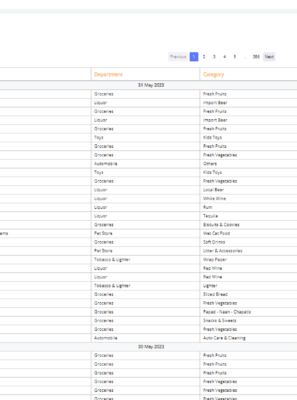 Previous 1 2 3 4 5 ... Next
Department Category
31 May 2023
Groceries Fresh Fruits
Liquor Import Beer
Groceries Fresh Fruits
Liquor Import Beer
Groceries Fresh Fruits
Toys Kids Toys
Groceries Fresh Fruits
Groceries Fresh Vegetables
Automobile Others
Toys Kids Toys
Groceries Fresh Vegetables
Liquor Local Beer
Liquor White Wine
Liquor Rum
Liquor Tequila
Groceries Biscuits & Cookies
ems Pet Store Wet Cat Food
Groceries Soft Drinks
Pet Store Litter & Accessories
Tobacco & Lighter Wrap Paper
Liquor Red Wine
Liquor Red Wine
Tobacco & Lighter Lighter
Groceries Sliced Bread
Groceries Fresh Vegetables
Groceries Papad - Naan - Chapatis
Groceries Snacks & Sweets
Groceries Fresh Fruits
Groceries Fresh Vegetables
Automobile Auto Care & Cleaning
30 May 2023
Groceries Fresh Fruits
Groceries Fresh Fruits
Groceries Fresh Fruits
Groceries Fresh Vegetables
Groceries Fresh Vegetables
Groceries Fresh Vegetables